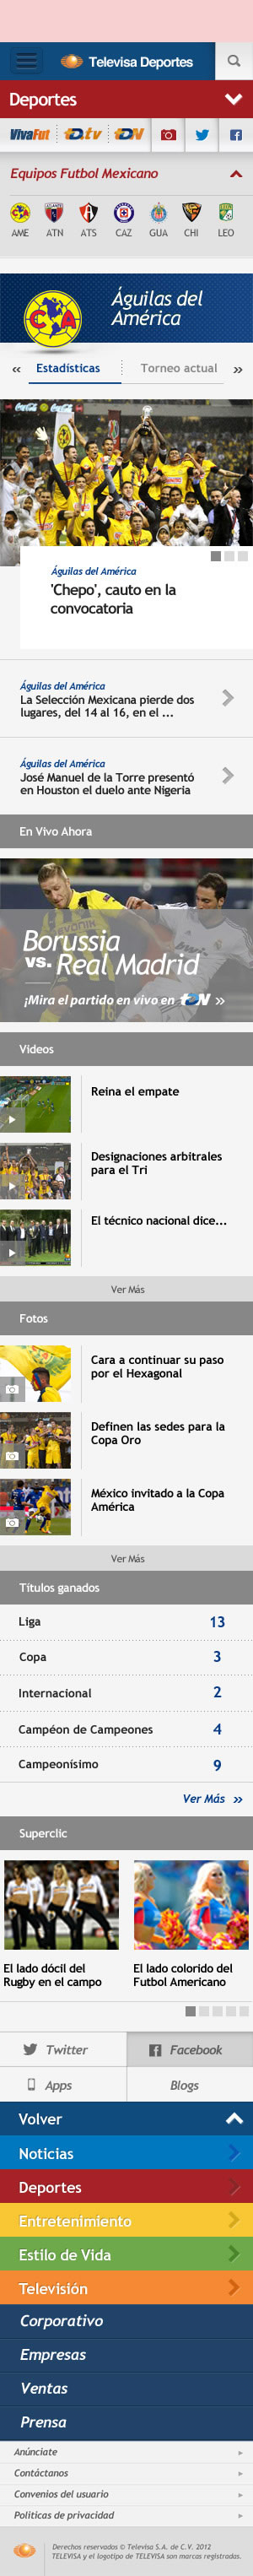 Televisa Deportes
Deportes
VivaFut
Dtv
TDN
Equipos Futbol Mexicano
AME ATN ATS CAZ GUA CHI LEO
Águilas del
América
« Estadísticas Torneo actual »
Águilas del América
'Chepo', cauto en la
convocatoria
Águilas del América
La Selección Mexicana pierde dos
lugares, del 14 al 16, en el ...
Águilas del América
José Manuel de la Torre presentó
en Houston el duelo ante Nigeria
En Vivo Ahora
Borussia
vs. Real Madrid
¡Mira el partido en vivo en TDN »
Videos
Reina el empate
Designaciones arbitrales
para el Tri
El técnico nacional dice...
Ver Más
Fotos
Cara a continuar su paso
por el Hexagonal
Definen las sedes para la
Copa Oro
México invitado a la Copa
América
Ver Más
Títulos ganados
Liga 13
Copa 3
Internacional 2
Campéon de Campeones 4
Campeonísimo 9
Ver Más »
Superclic
El lado dócil del
Rugby en el campo
El lado colorido del
Futbol Americano
Twitter Facebook
Apps Blogs
Volver
Noticias
Deportes
Entretenimiento
Estilo de Vida
Televisión
Corporativo
Empresas
Ventas
Prensa
Anúnciate
Contáctanos
Convenios del usuario
Políticas de privacidad
Derechos reservados © Televisa S.A. de C.V. 2012
TELEVISA y el logotipo de TELEVISA son marcas registradas.